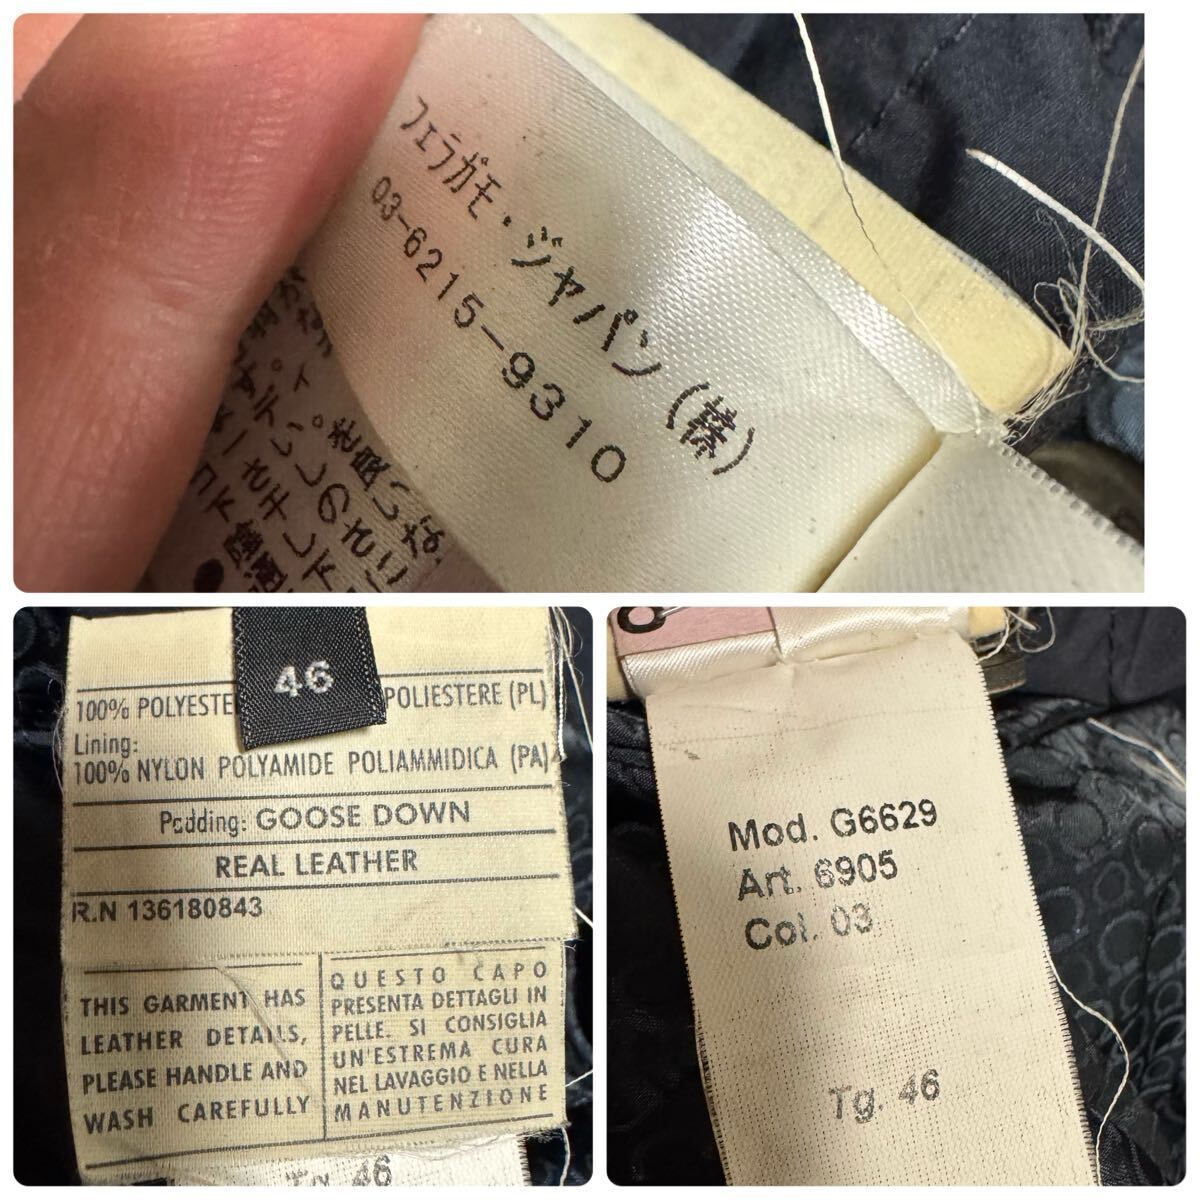 フェラガモ・ジャパン(株)
03-6215-9310
46
100% POLYESTE POLIESTERE (PL)
Lining:
100% NYLON POLYAMIDE POLIAMMIDICA (PA)
Padding: GOOSE DOWN
REAL LEATHER
R.N 136180843
THIS GARMENT HAS
LEATHER DETAILS,
PLEASE HANDLE AND
WASH CAREFULLY
QUESTO CAPO
PRESENTA DETTAGLI IN
PELLE. SI CONSIGLIA
UN'ESTREMA CURA
NEL LAVAGGIO E NELLA
MANUTENZIONE
Tg. 46
Mod. G6629
Art. 6905
Col. 03
Tg. 46